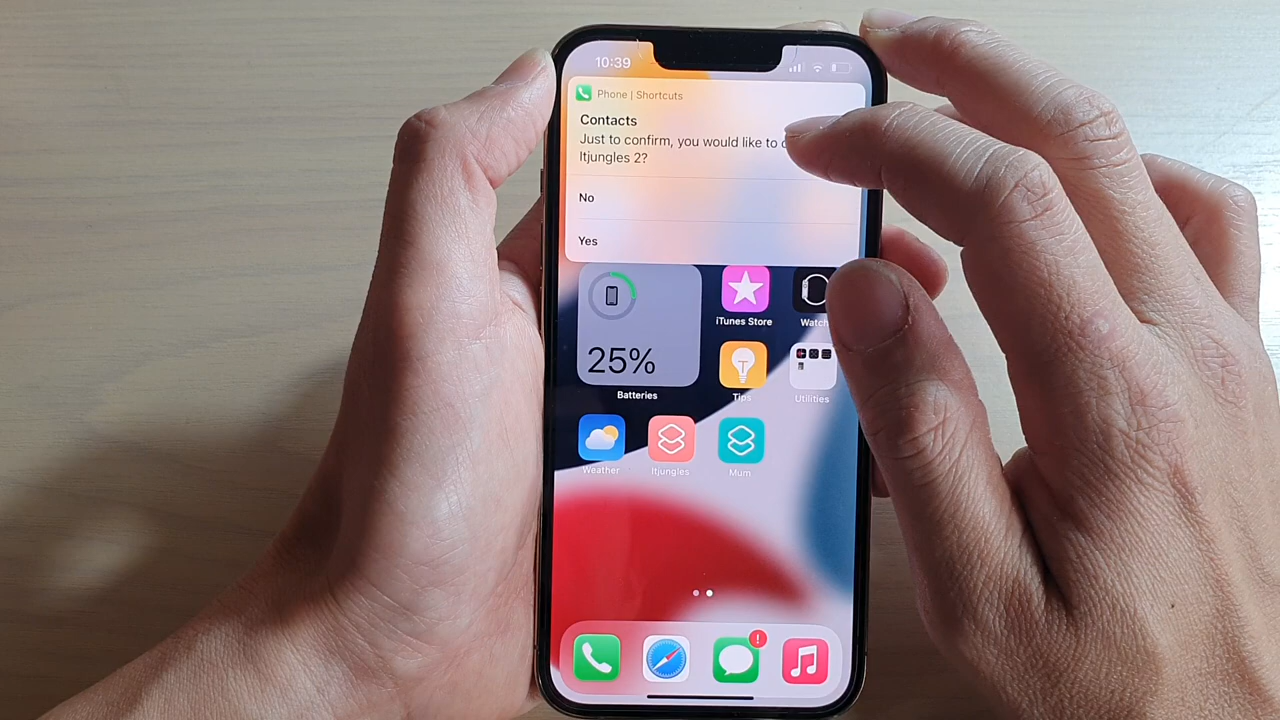 10:39
Phone | Shortcuts
Contacts
Just to confirm, you would like to
Itjungles 2?
No
Yes
25%
Batteries
iTunes Store
Watch
Tips
Utilities
Weather
Itjungles
Mum
!